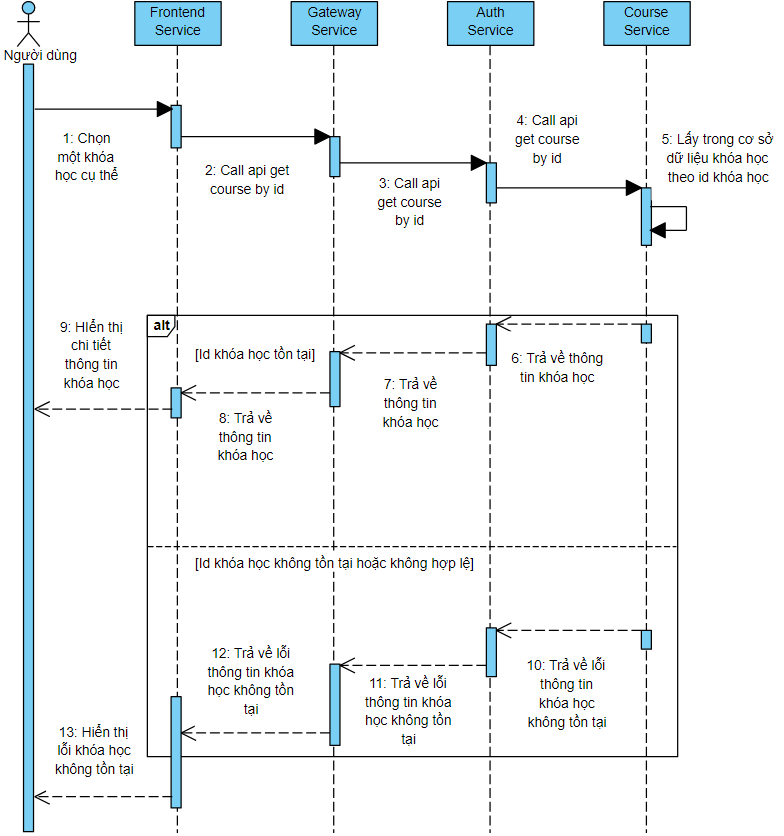 Frontend
Service
Gateway
Service
Auth
Service
Course
Service
Người dùng
1: Chọn
một khóa
học cụ thể
2: Call api get
course by id
3: Call api
get course
by id
4: Call api
get course
by id
5: Lấy trong cơ sở
dữ liệu khóa học
theo id khóa học
alt
[Id khóa học tồn tại]
6: Trả về thông
tin khóa học
7: Trả về
thông tin
khóa học
8: Trả về
thông tin
khóa học
9: HIển thị
chi tiết
thông tin
khóa học
[Id khóa học không tồn tại hoặc không hợp lệ]
10: Trả về lỗi
thông tin
khóa học
không tồn tại
11: Trả về lỗi
thông tin khóa
học không tồn
tại
12: Trả về lỗi
thông tin khóa
học không tồn
tại
13: Hiển thị
lỗi khóa học
không tồn tại